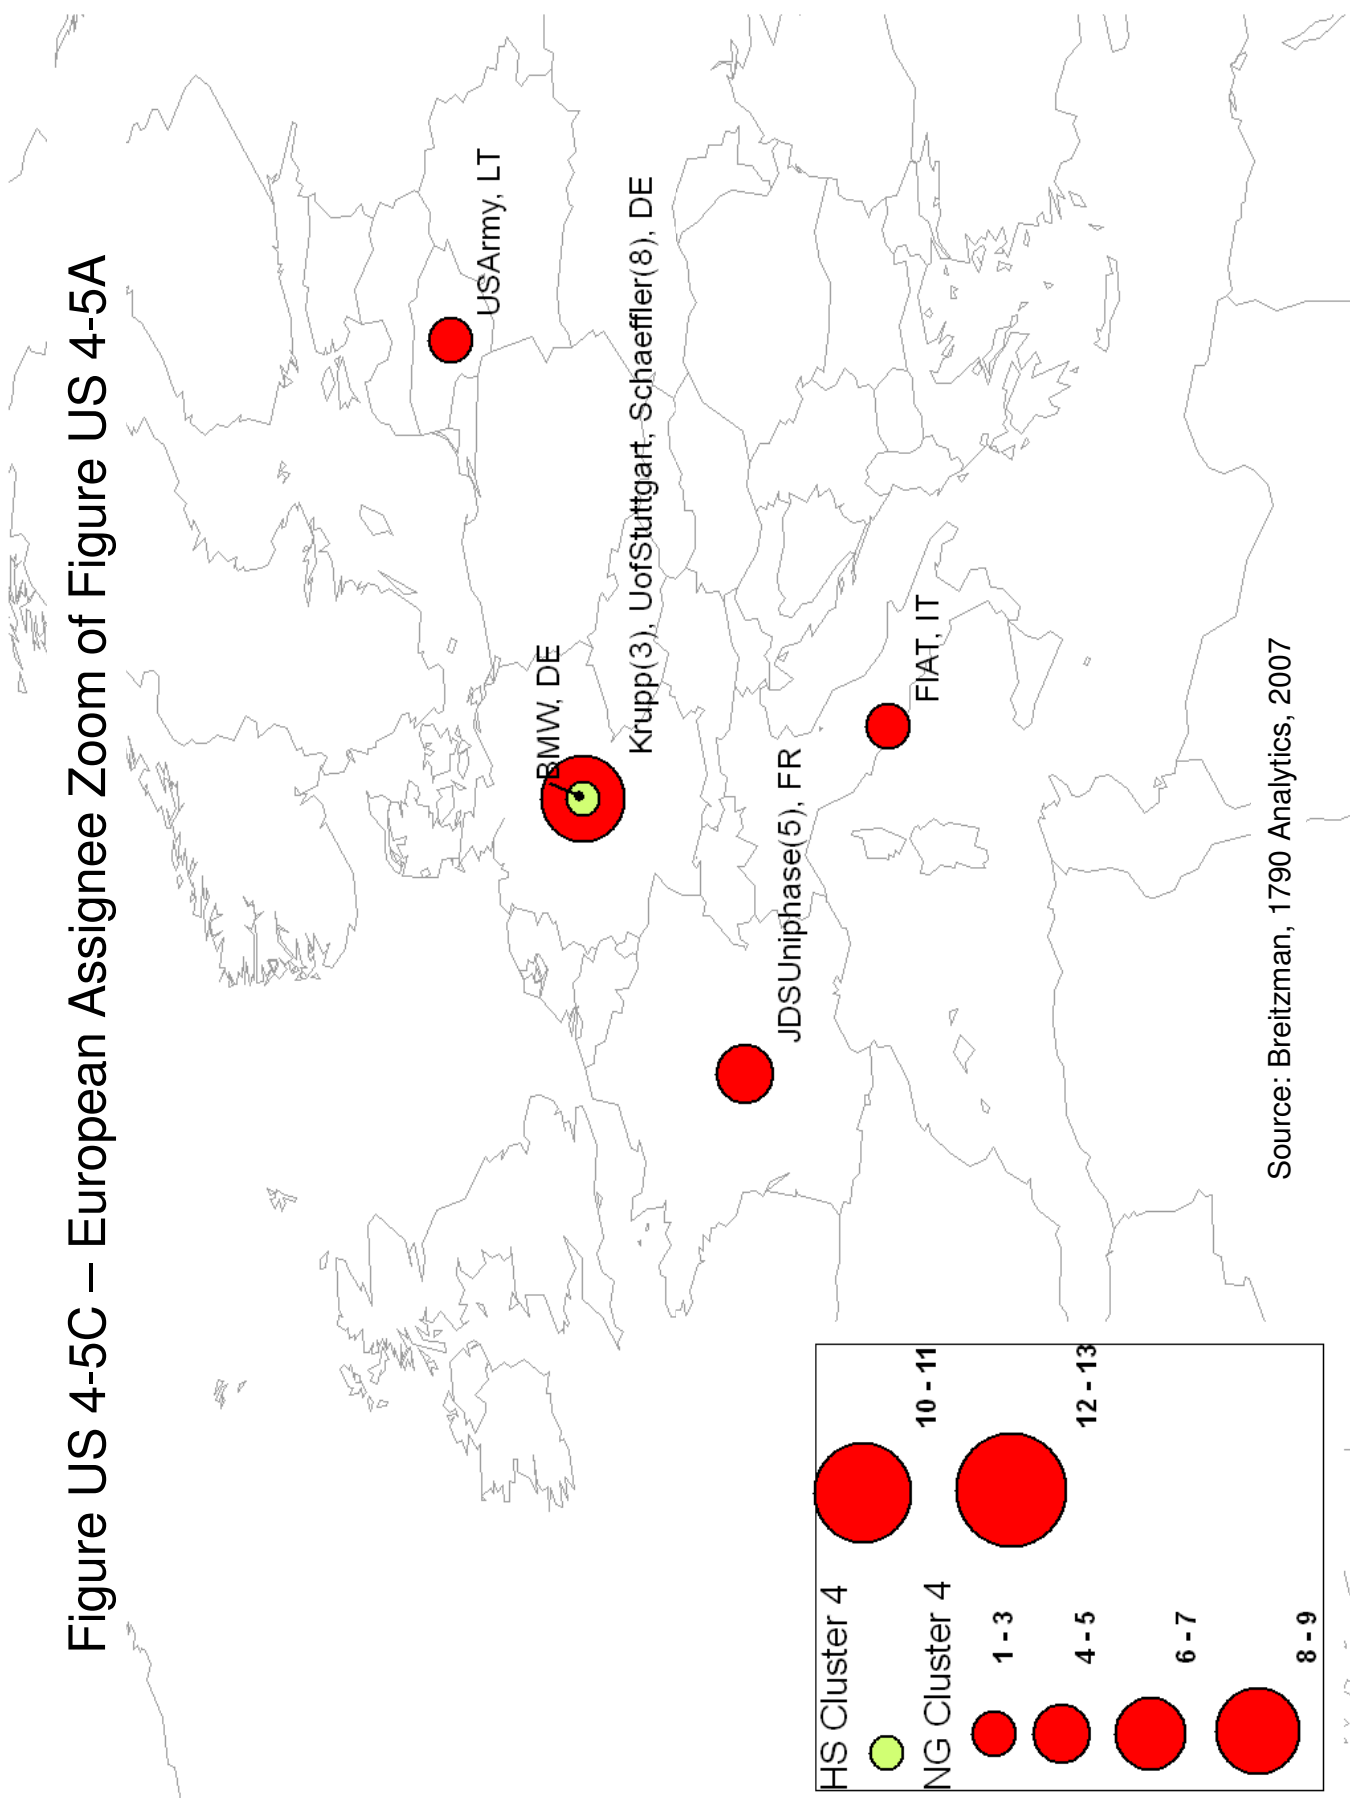 Figure US 4-5C – European Assignee Zoom of Figure US 4-5A
USArmy, LT
BMW, DE
Krupp(3), UofStuttgart, Schaeffler(8), DE
JDSUniphase(5), FR
FIAT, IT
HS Cluster 4
NG Cluster 4
1 - 3
4 - 5
6 - 7
8 - 9
10 - 11
12 - 13
Source: Breitzman, 1790 Analytics, 2007